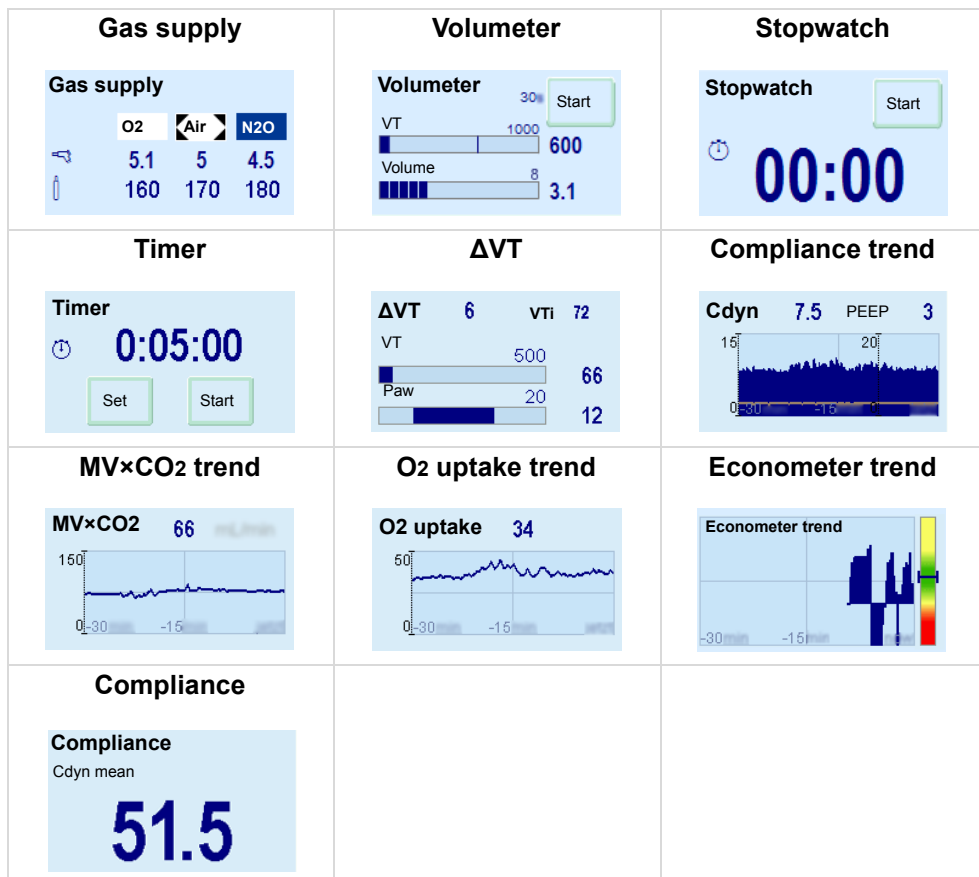 Gas supply
Volumeter
Stopwatch
Gas supply
O2 Air N2O
5.1 5 4.5
160 170 180
Volumeter
30 Start
VT
1000
600
Volume
8
3.1
Stopwatch
Start
00:00
Timer
ΔVT
Compliance trend
Timer
0:05:00
Set Start
ΔVT 6 VTi 72
VT
500
66
Paw
20
12
Cdyn 7.5 PEEP 3
15 20
0 -30 -15
MV×CO2 trend
O2 uptake trend
Econometer trend
MV×CO2 66 mL/min
150
0 -30 -15
O2 uptake 34
50
0 -30 -15
Econometer trend
-30min -15min now
Compliance
Compliance
Cdyn mean
51.5